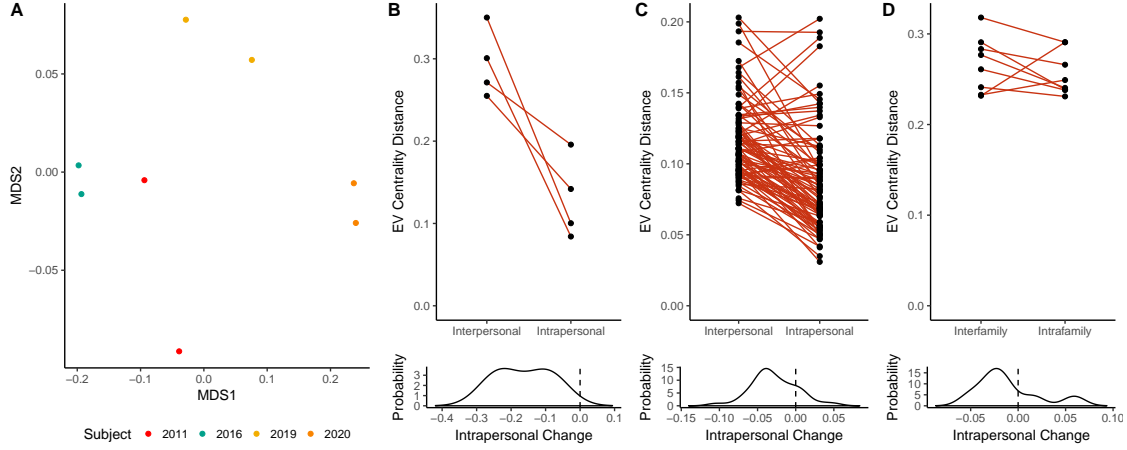 A
MDS2
0.05
0.00
−0.05
−0.2
−0.1
0.0
0.1
0.2
MDS1
Subject
2011
2016
2019
2020
B
EV Centrality Distance
0.3
0.2
0.1
0.0
Interpersonal
Intrapersonal
Probability
3
2
1
0
−0.4
−0.3
−0.2
−0.1
0.0
0.1
Intrapersonal Change
C
EV Centrality Distance
0.20
0.15
0.10
0.05
0.00
Interpersonal
Intrapersonal
Probability
15
10
5
0
−0.15
−0.10
−0.05
0.00
0.05
Intrapersonal Change
D
EV Centrality Distance
0.3
0.2
0.1
0.0
Interfamily
Intrafamily
Probability
15
10
5
0
−0.05
0.00
0.05
0.10
Intrapersonal Change